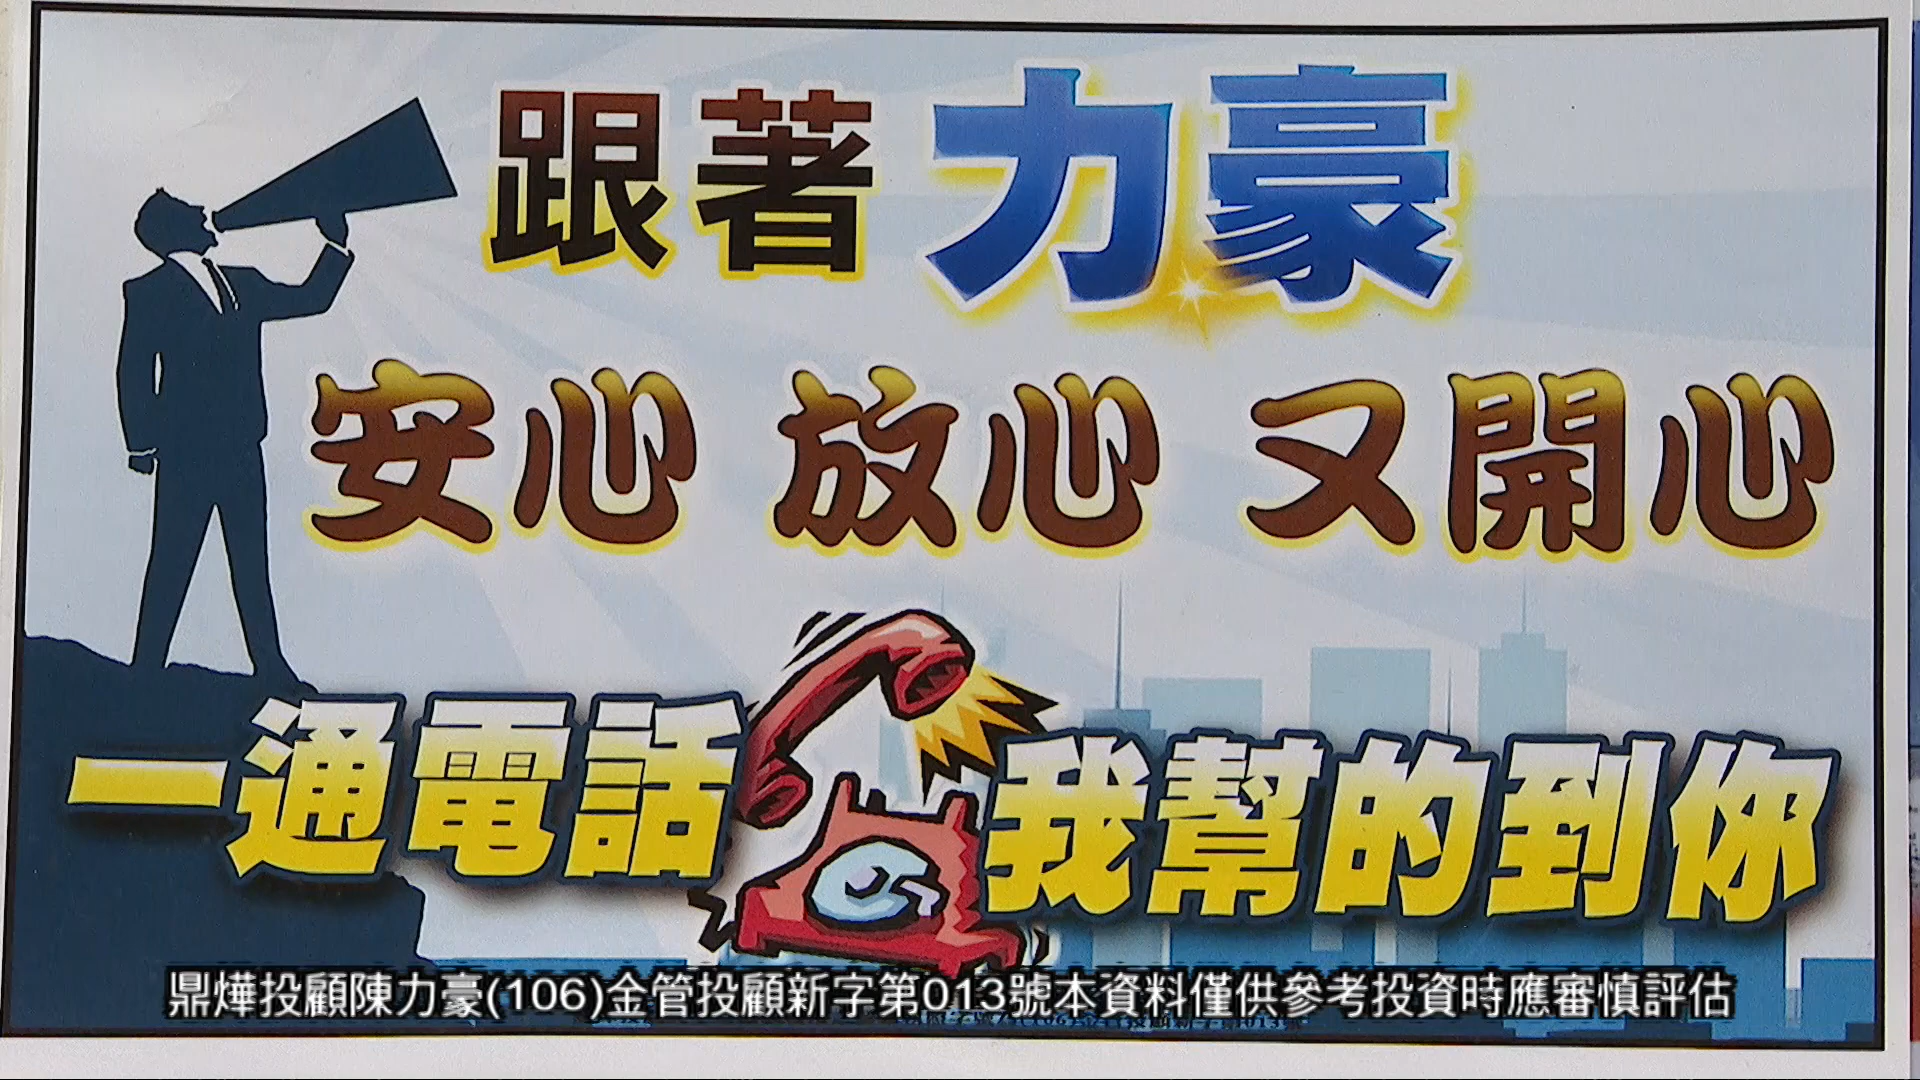 跟著力豪
安心 放心 又開心
一通電話 我幫的到你
鼎燁投顧陳力豪(106)金管投顧新字第013號本資料僅供參考投資時應審慎評估